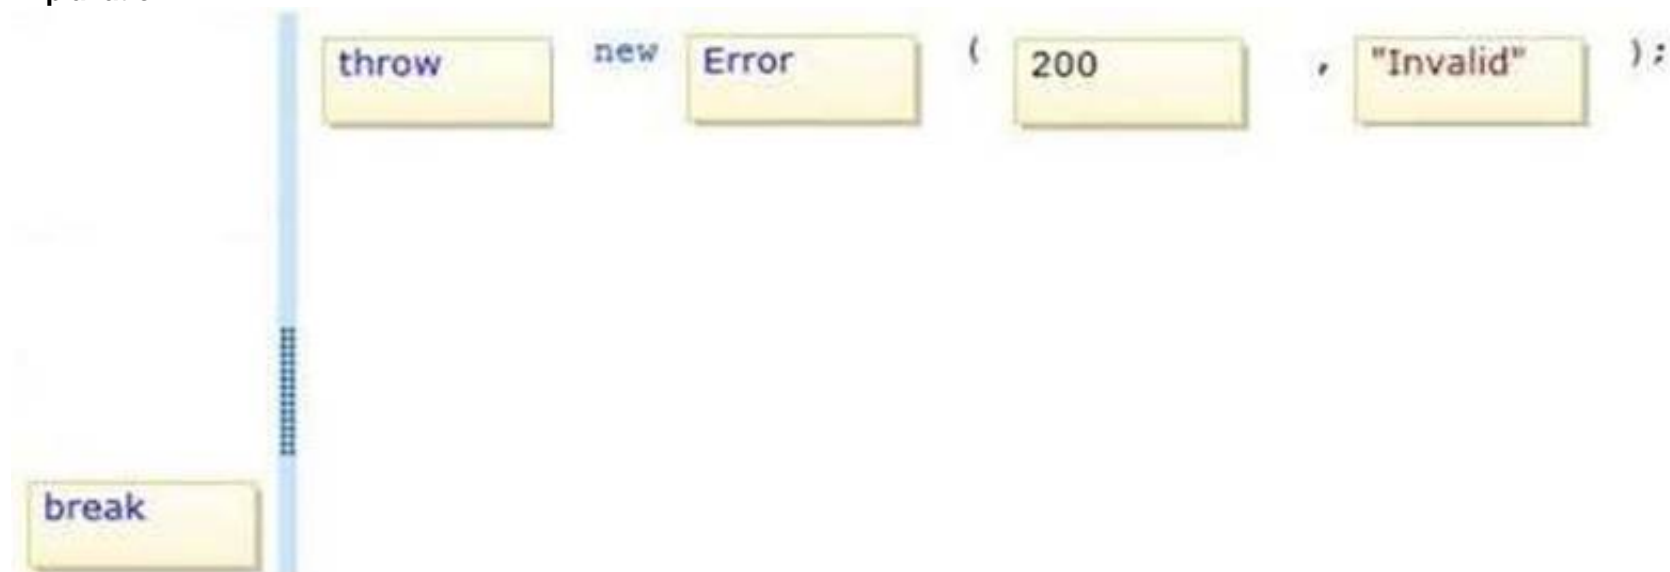 throw new Error ( 200 , "Invalid" );
break